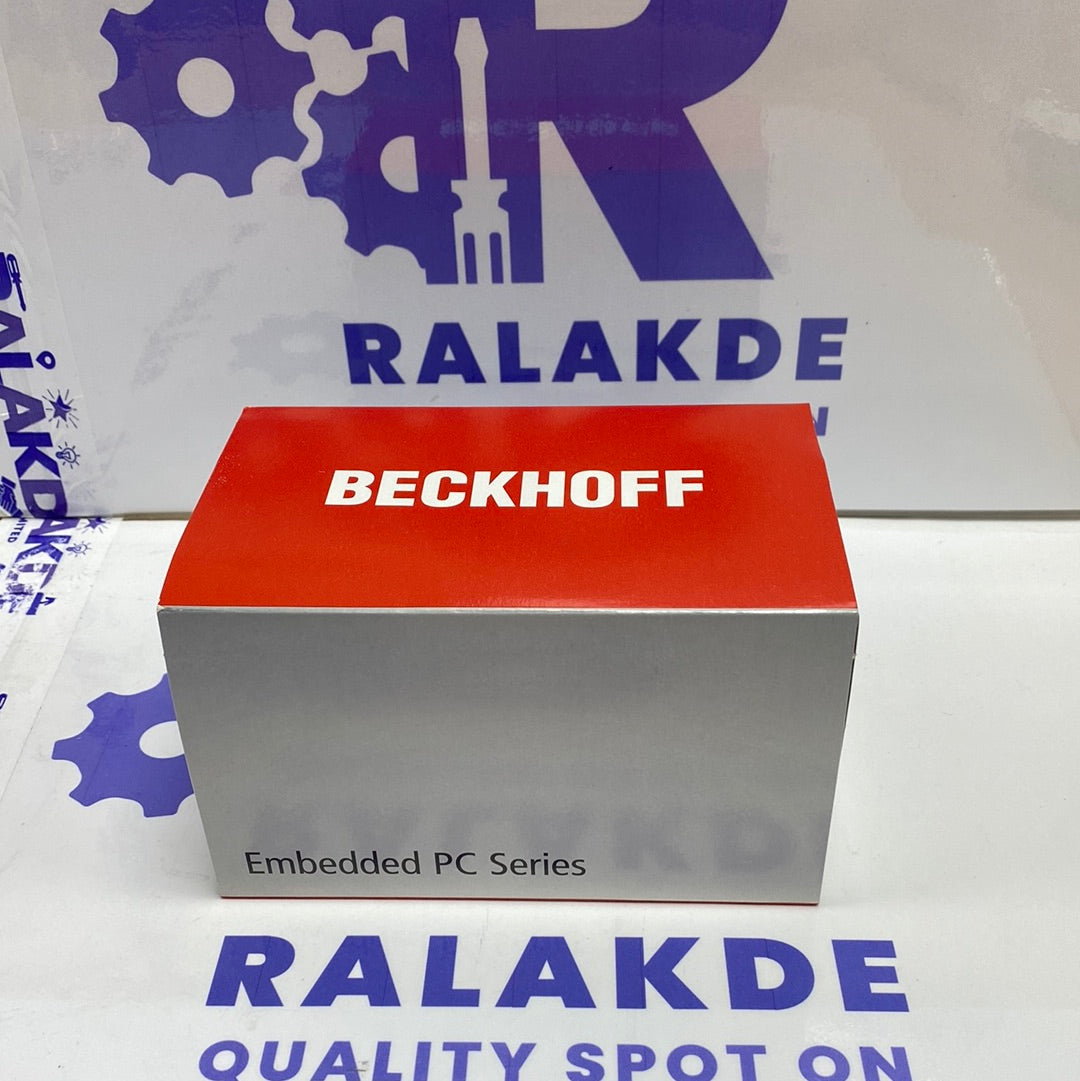 RALAKDE
BECKHOFF
Embedded PC Series
RALAKDE
QUALITY SPOT ON